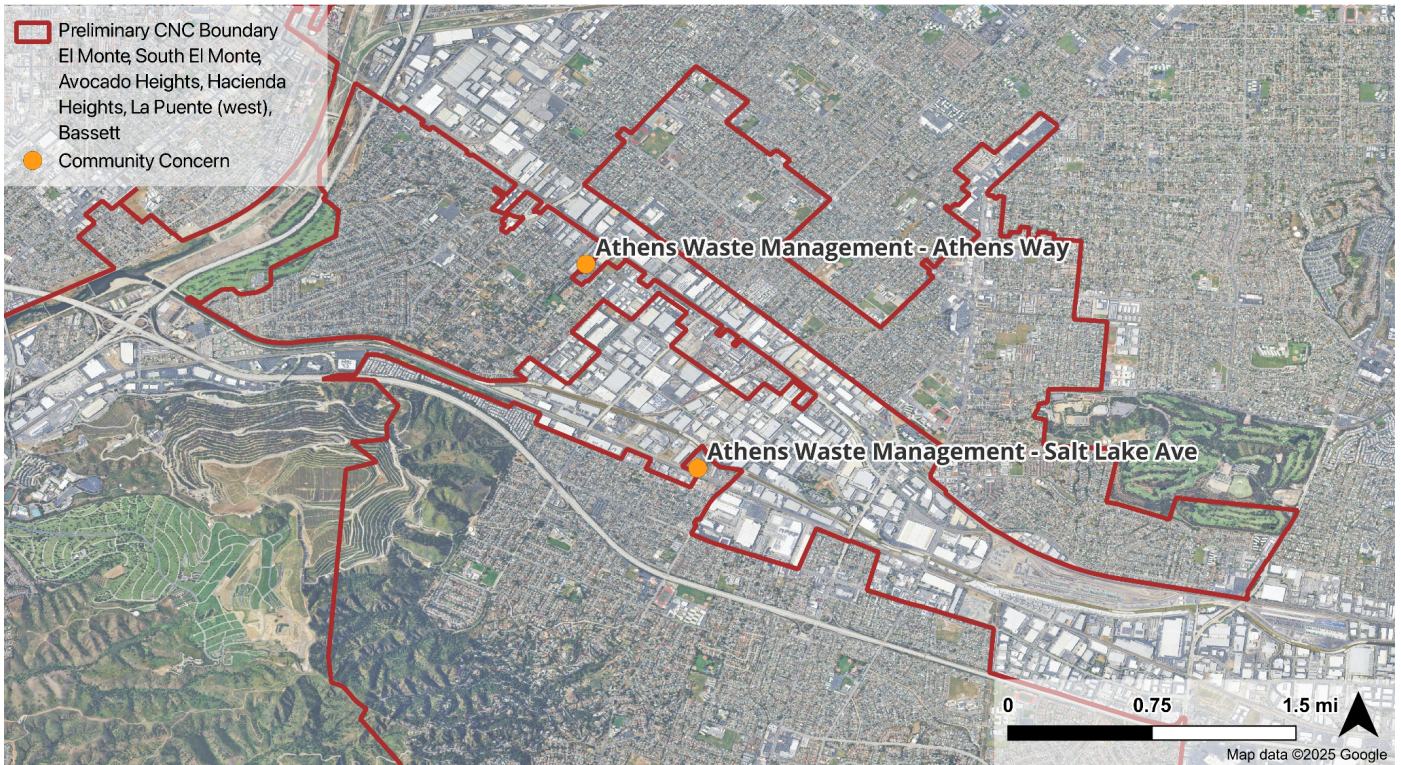 Preliminary CNC Boundary
El Monte, South El Monte,
Avocado Heights, Hacienda
Heights, La Puente (west),
Bassett
Community Concern
Athens Waste Management - Athens Way
Athens Waste Management - Salt Lake Ave
0 0.75 1.5 mi
Map data ©2025 Google